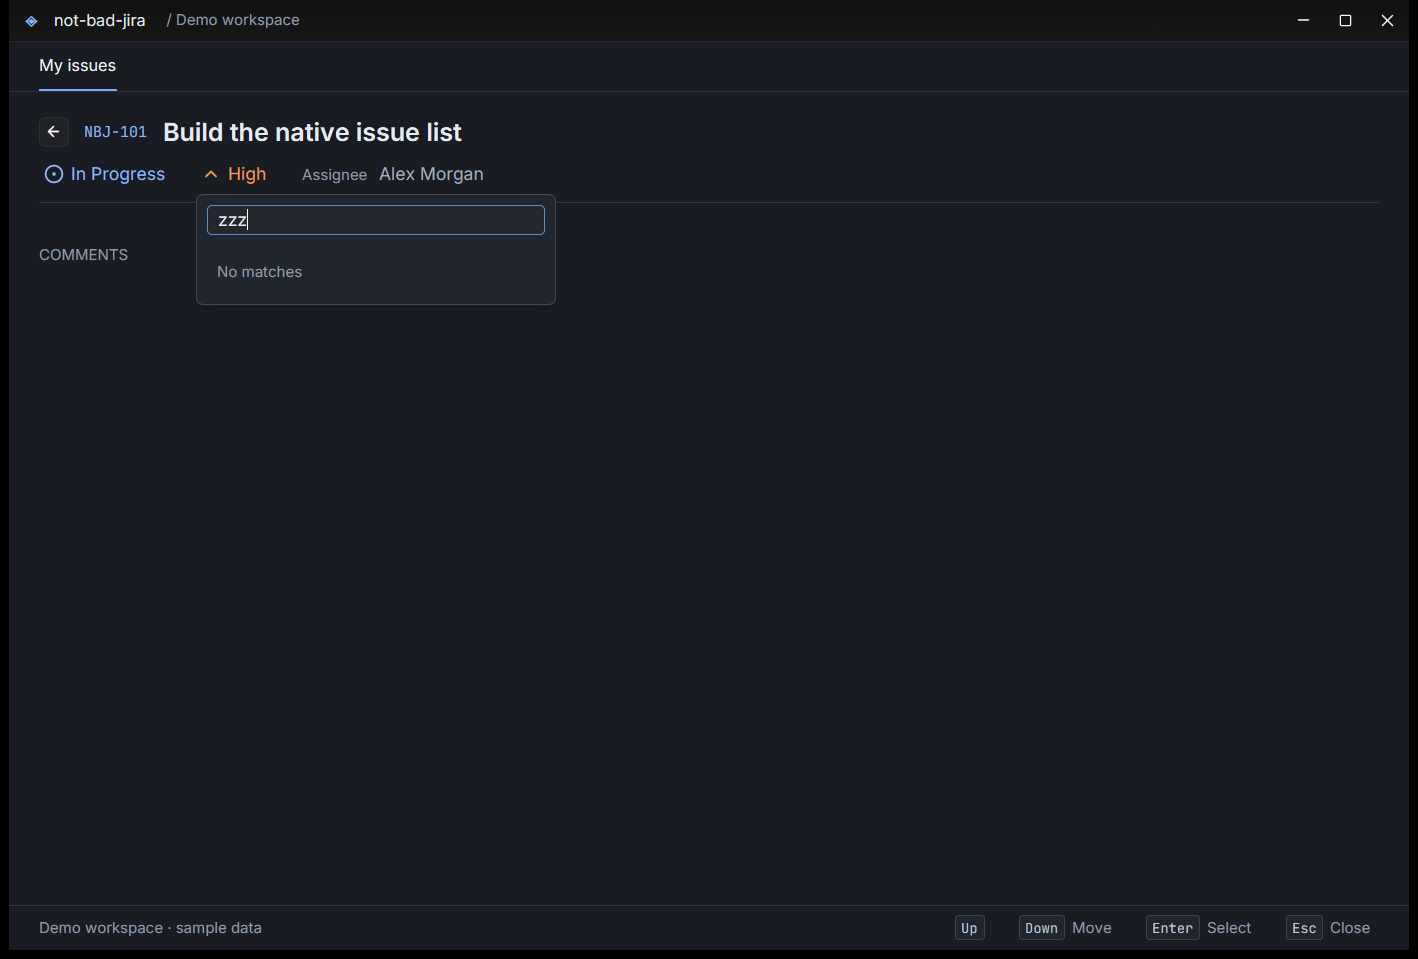 not-bad-jira / Demo workspace
My issues
NBJ-101 Build the native issue list
In Progress High Assignee Alex Morgan
zzz
COMMENTS
No matches
Demo workspace · sample data Up Down Move Enter Select Esc Close